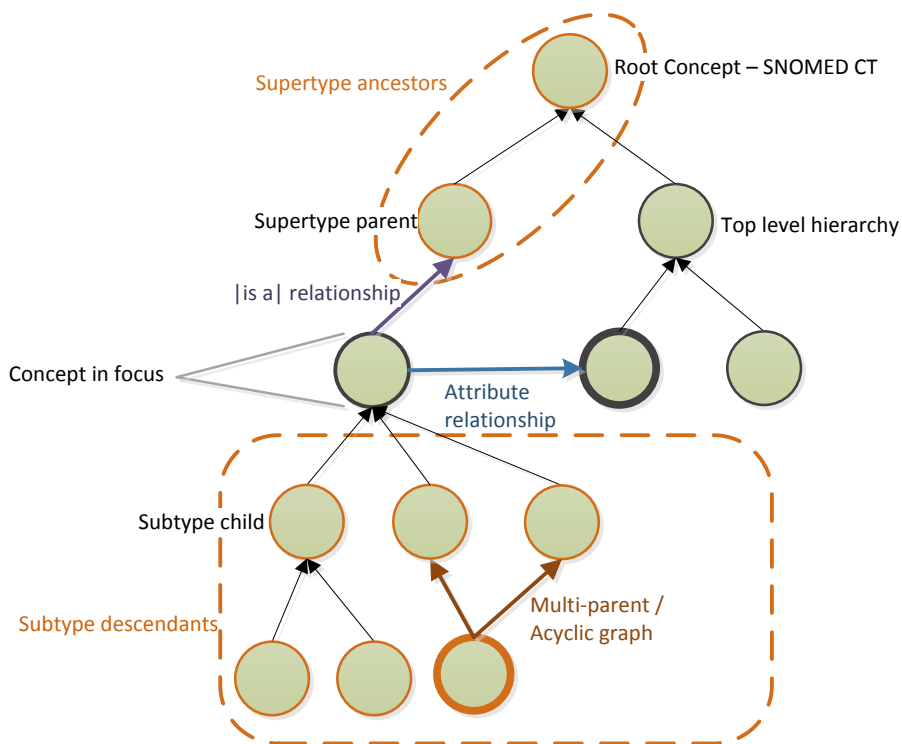 Root Concept – SNOMED CT
Supertype ancestors
Supertype parent
Top level hierarchy
|is a| relationship
Concept in focus
Attribute
relationship
Subtype child
Multi-parent /
Acyclic graph
Subtype descendants